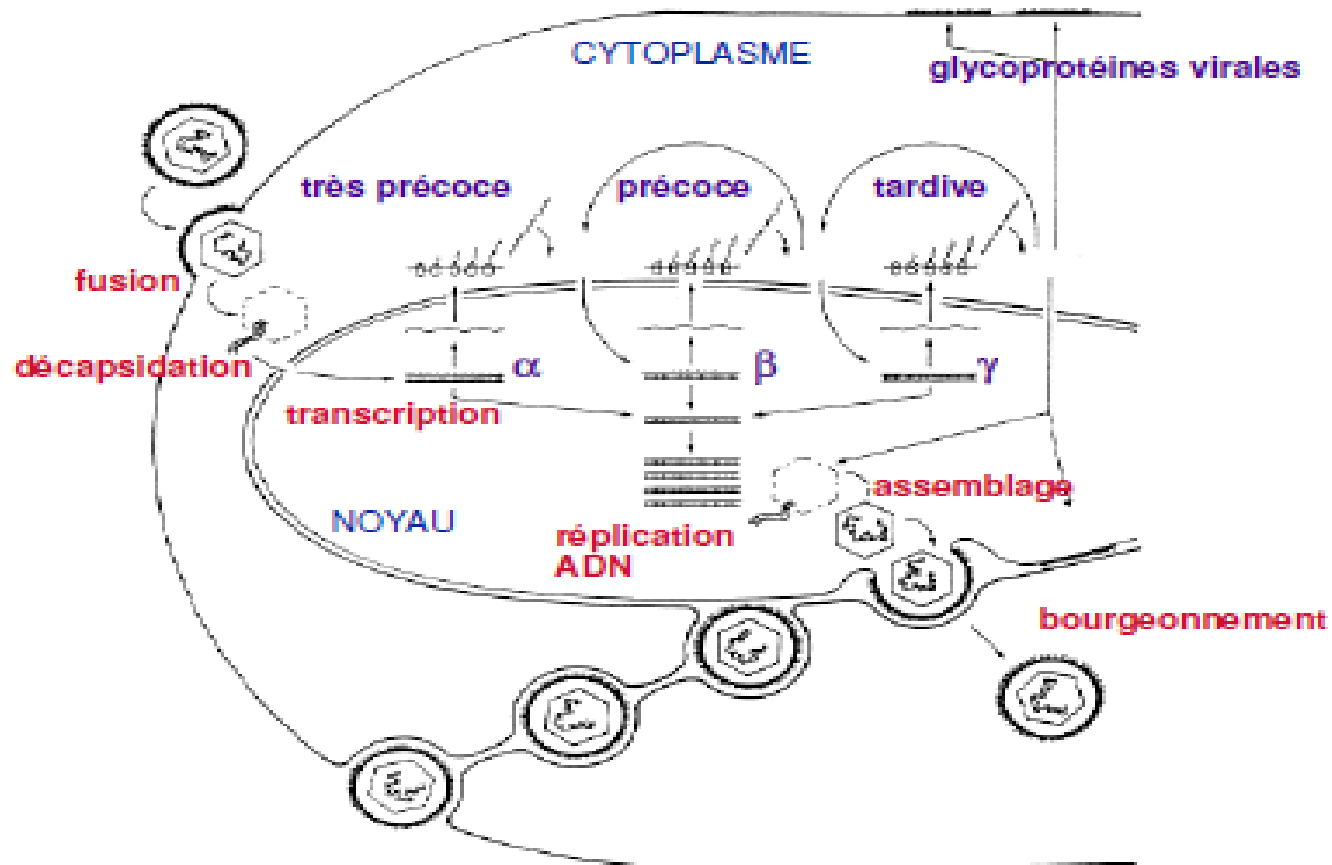 CYTOPLASME
glycoprotéines virales
très précoce
précoce
tardive
fusion
décapsidation
α
β
γ
transcription
assemblage
NOYAU
réplication
ADN
bourgeonnement